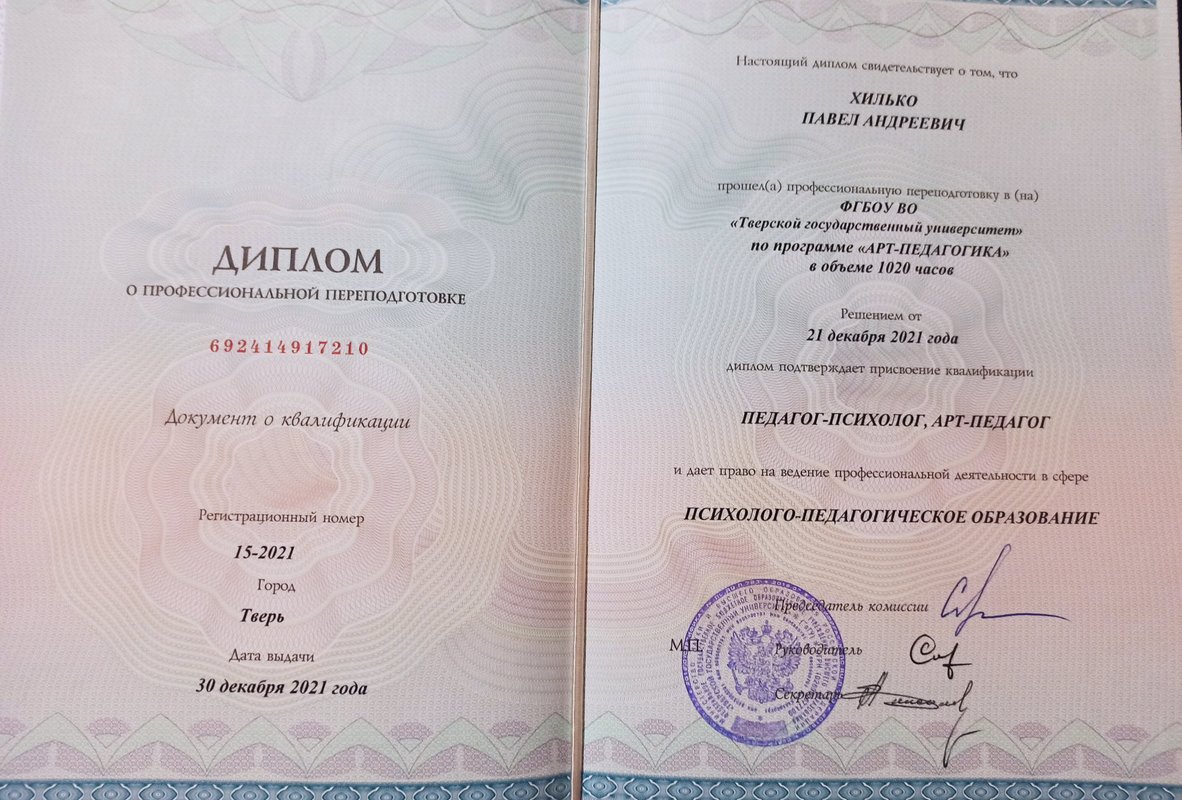 ДИПЛОМ
О ПРОФЕССИОНАЛЬНОЙ ПЕРЕПОДГОТОВКЕ
692414917210
Документ о квалификации
Регистрационный номер
15-2021
Город
Тверь
Дата выдачи
30 декабря 2021 года
Настоящий диплом свидетельствует о том, что
ХИЛЬКО
ПАВЕЛ АНДРЕЕВИЧ
прошел(а) профессиональную переподготовку в (на)
ФГБОУ ВО
«Тверской государственный университет»
по программе «АРТ-ПЕДАГОГИКА»
в объеме 1020 часов
Решением от
21 декабря 2021 года
диплом подтверждает присвоение квалификации
ПЕДАГОГ-ПСИХОЛОГ, АРТ-ПЕДАГОГ
и дает право на ведение профессиональной деятельности в сфере
ПСИХОЛОГО-ПЕДАГОГИЧЕСКОЕ ОБРАЗОВАНИЕ
Председатель комиссии
М.П.
Руководитель
Секретарь